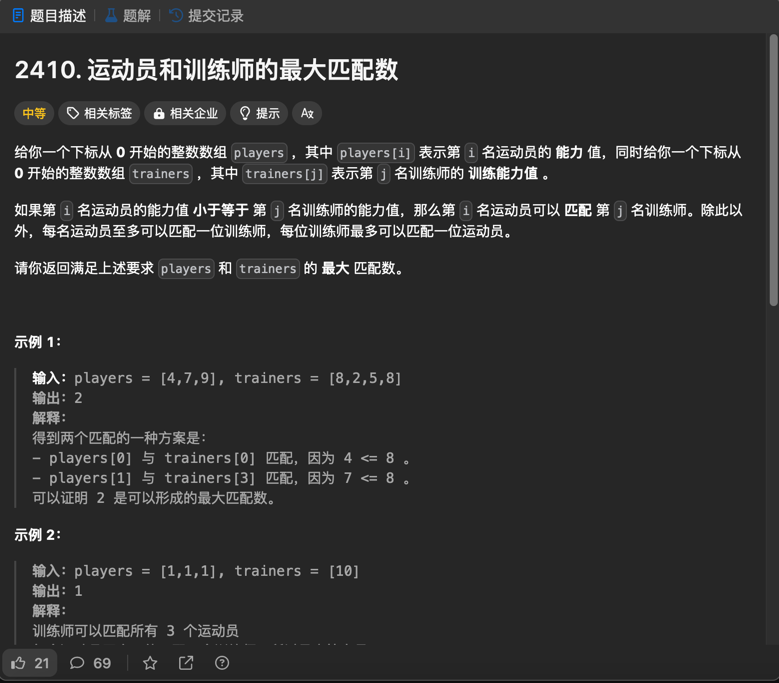 题目描述 | 题解 | 提交记录
2410. 运动员和训练师的最大匹配数
中等 相关标签 相关企业 提示 Ax
给你一个下标从 0 开始的整数数组 players ，其中 players[i] 表示第 i 名运动员的 能力 值，同时给你一个下标从
0 开始的整数数组 trainers ，其中 trainers[j] 表示第 j 名训练师的 训练能力值 。
如果第 i 名运动员的能力值 小于等于 第 j 名训练师的能力值，那么第 i 名运动员可以 匹配 第 j 名训练师。除此以
外，每名运动员至多可以匹配一位训练师，每位训练师最多可以匹配一位运动员。
请你返回满足上述要求 players 和 trainers 的 最大 匹配数。
示例 1：
输入：players = [4,7,9], trainers = [8,2,5,8]
输出：2
解释：
得到两个匹配的一种方案是：
- players[0] 与 trainers[0] 匹配，因为 4 <= 8 。
- players[1] 与 trainers[3] 匹配，因为 7 <= 8 。
可以证明 2 是可以形成的最大匹配数。
示例 2：
输入：players = [1,1,1], trainers = [10]
输出：1
解释：
训练师可以匹配所有 3 个运动员
21 69